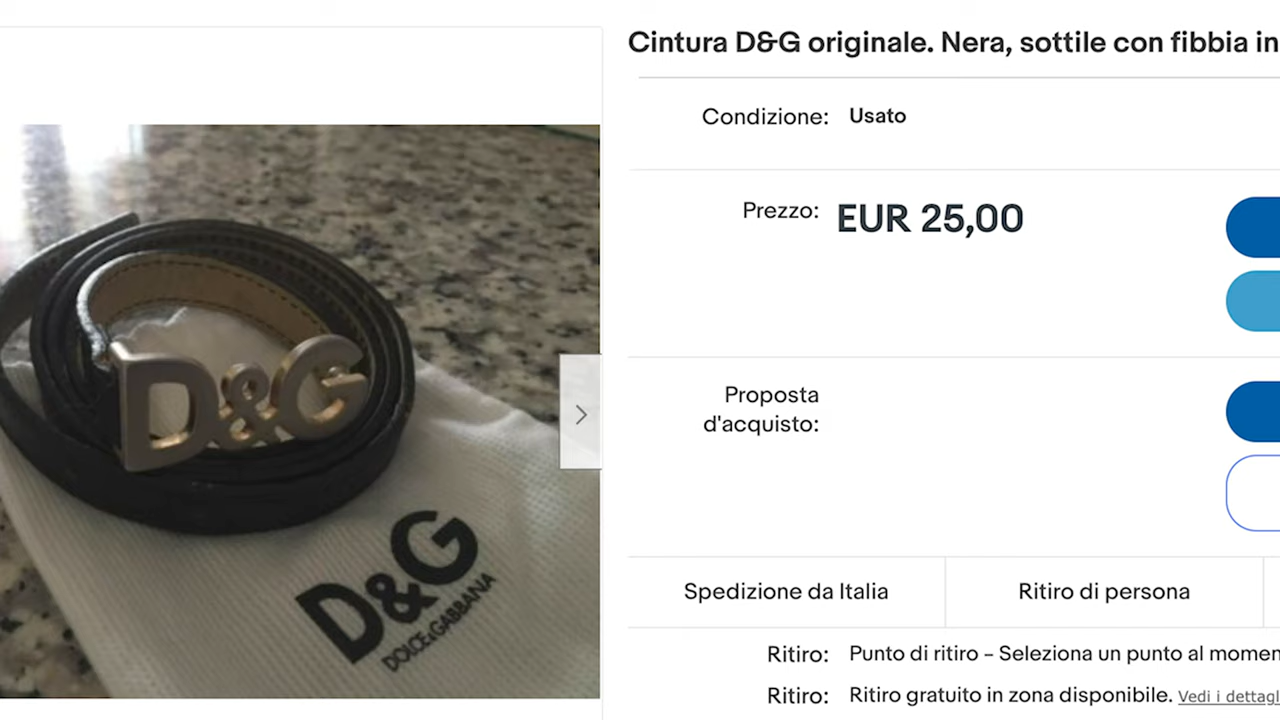 Cintura D&G originale. Nera, sottile con fibbia in
Condizione: Usato
Prezzo: EUR 25,00
Proposta
d'acquisto:
Spedizione da Italia
Ritiro di persona
Ritiro: Punto di ritiro – Seleziona un punto al momen
Ritiro: Ritiro gratuito in zona disponibile. Vedi i dettagl
D&G
D&G
DOLCE&GABBANA